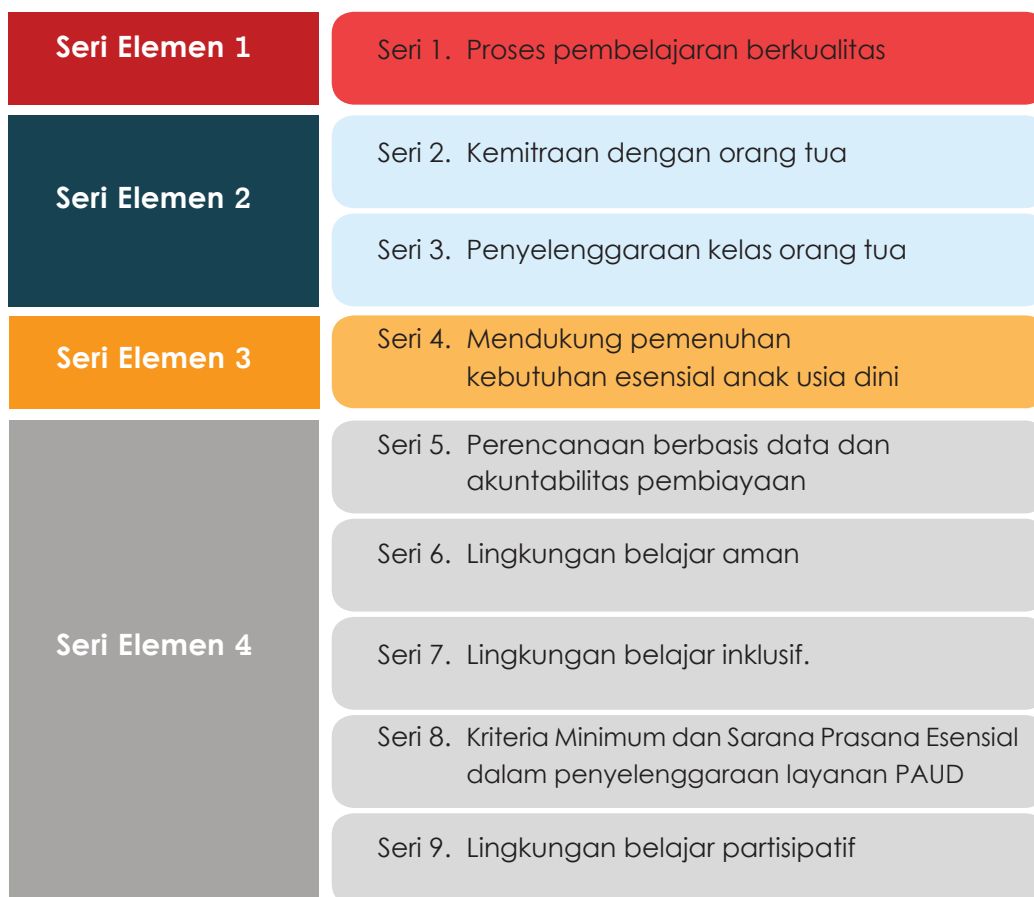 Seri Elemen 1
Seri 1. Proses pembelajaran berkualitas
Seri Elemen 2
Seri 2. Kemitraan dengan orang tua
Seri 3. Penyelenggaraan kelas orang tua
Seri Elemen 3
Seri 4. Mendukung pemenuhan
kebutuhan esensial anak usia dini
Seri Elemen 4
Seri 5. Perencanaan berbasis data dan
akuntabilitas pembiayaan
Seri 6. Lingkungan belajar aman
Seri 7. Lingkungan belajar inklusif.
Seri 8. Kriteria Minimum dan Sarana Prasana Esensial
dalam penyelenggaraan layanan PAUD
Seri 9. Lingkungan belajar partisipatif